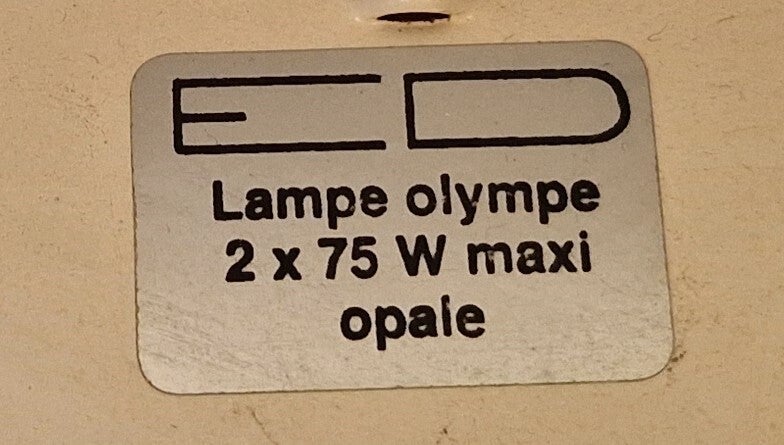 ED
Lampe olympe
2 x 75 W maxi
opale